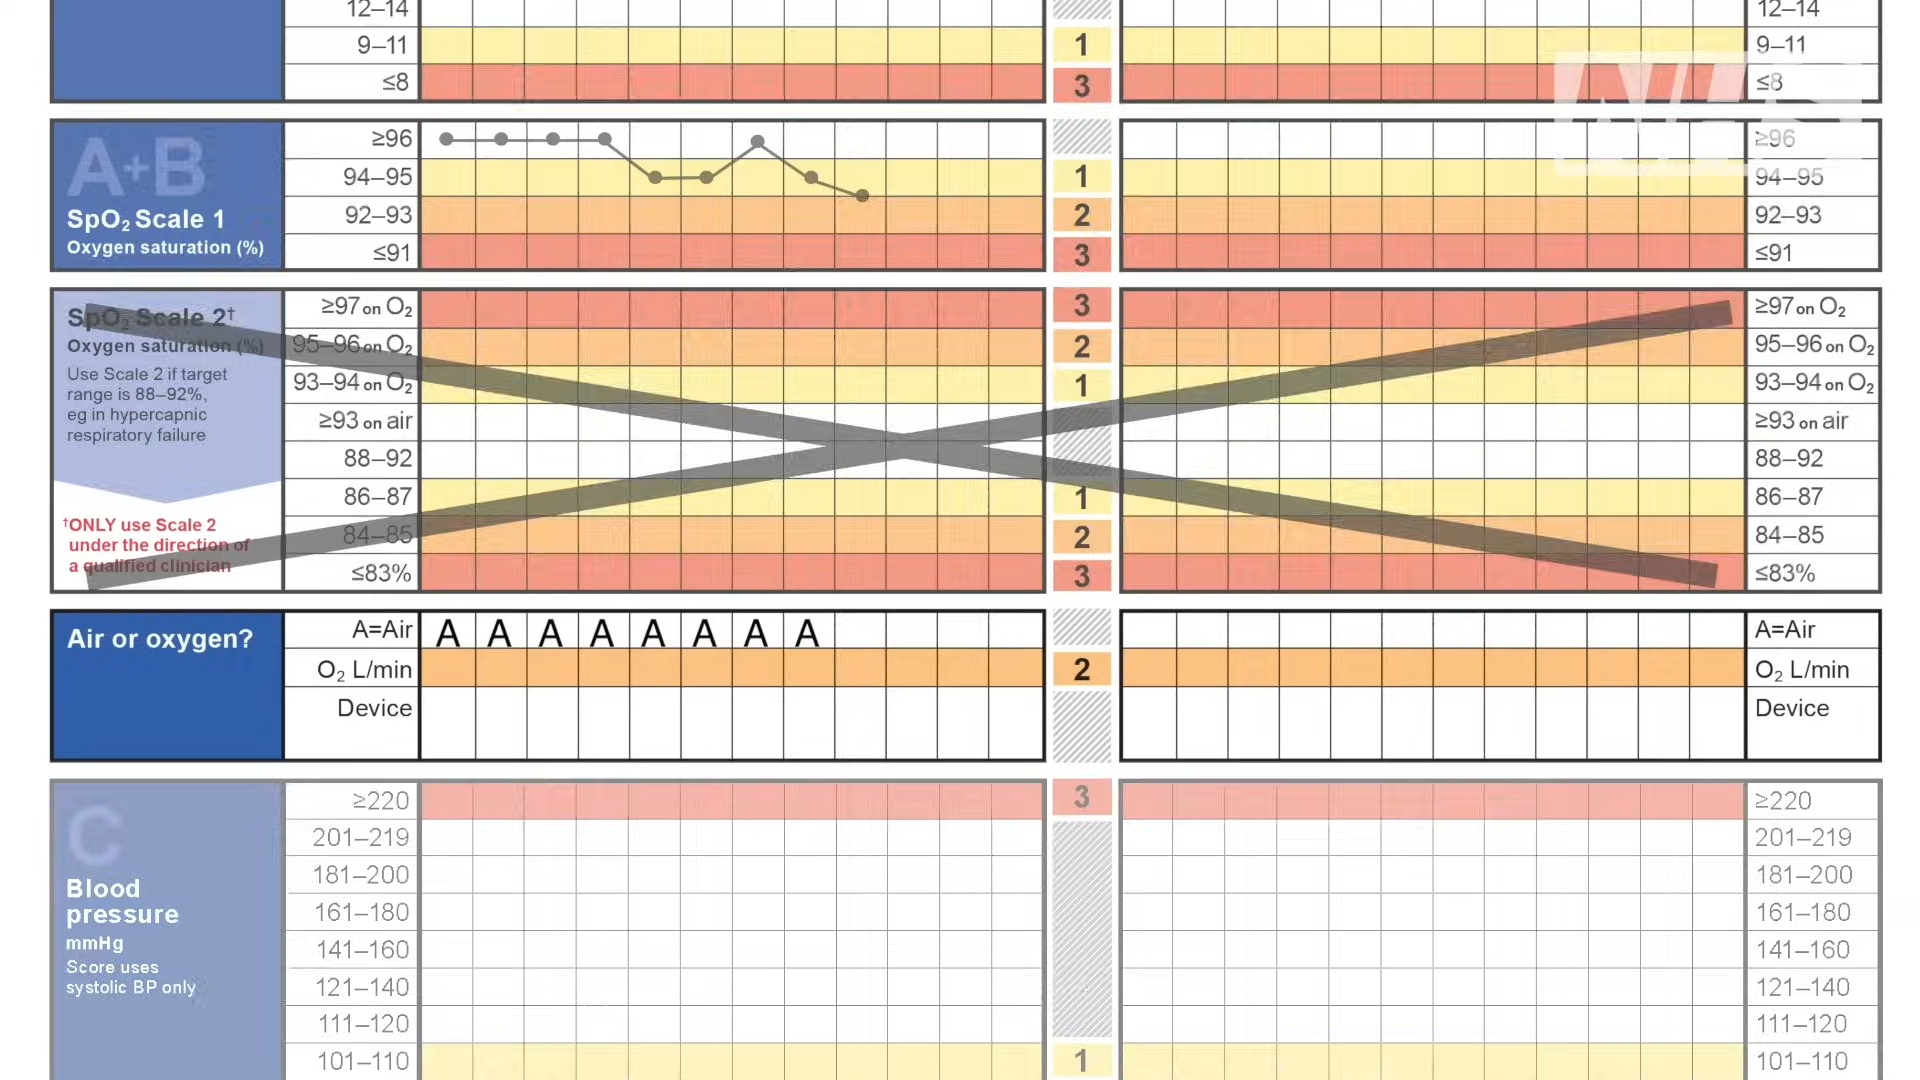 12–14 12–14
9–11 1 9–11
≤8 3 ≤8
A+B
SpO₂ Scale 1
Oxygen saturation (%)
≥96 ≥96
94–95 1 94–95
92–93 2 92–93
≤91 3 ≤91
SpO₂ Scale 2†
Oxygen saturation (%)
Use Scale 2 if target
range is 88–92%,
eg in hypercapnic
respiratory failure
†ONLY use Scale 2
under the direction of
a qualified clinician
≥97 on O₂ 3 ≥97 on O₂
95–96 on O₂ 2 95–96 on O₂
93–94 on O₂ 1 93–94 on O₂
≥93 on air ≥93 on air
88–92 88–92
86–87 1 86–87
84–85 2 84–85
≤83% 3 ≤83%
Air or oxygen?
A=Air A A A A A A A A A=Air
O₂ L/min 2 O₂ L/min
Device Device
C
Blood
pressure
mmHg
Score uses
systolic BP only
≥220 3 ≥220
201–219 201–219
181–200 181–200
161–180 161–180
141–160 141–160
121–140 121–140
111–120 111–120
101–110 1 101–110